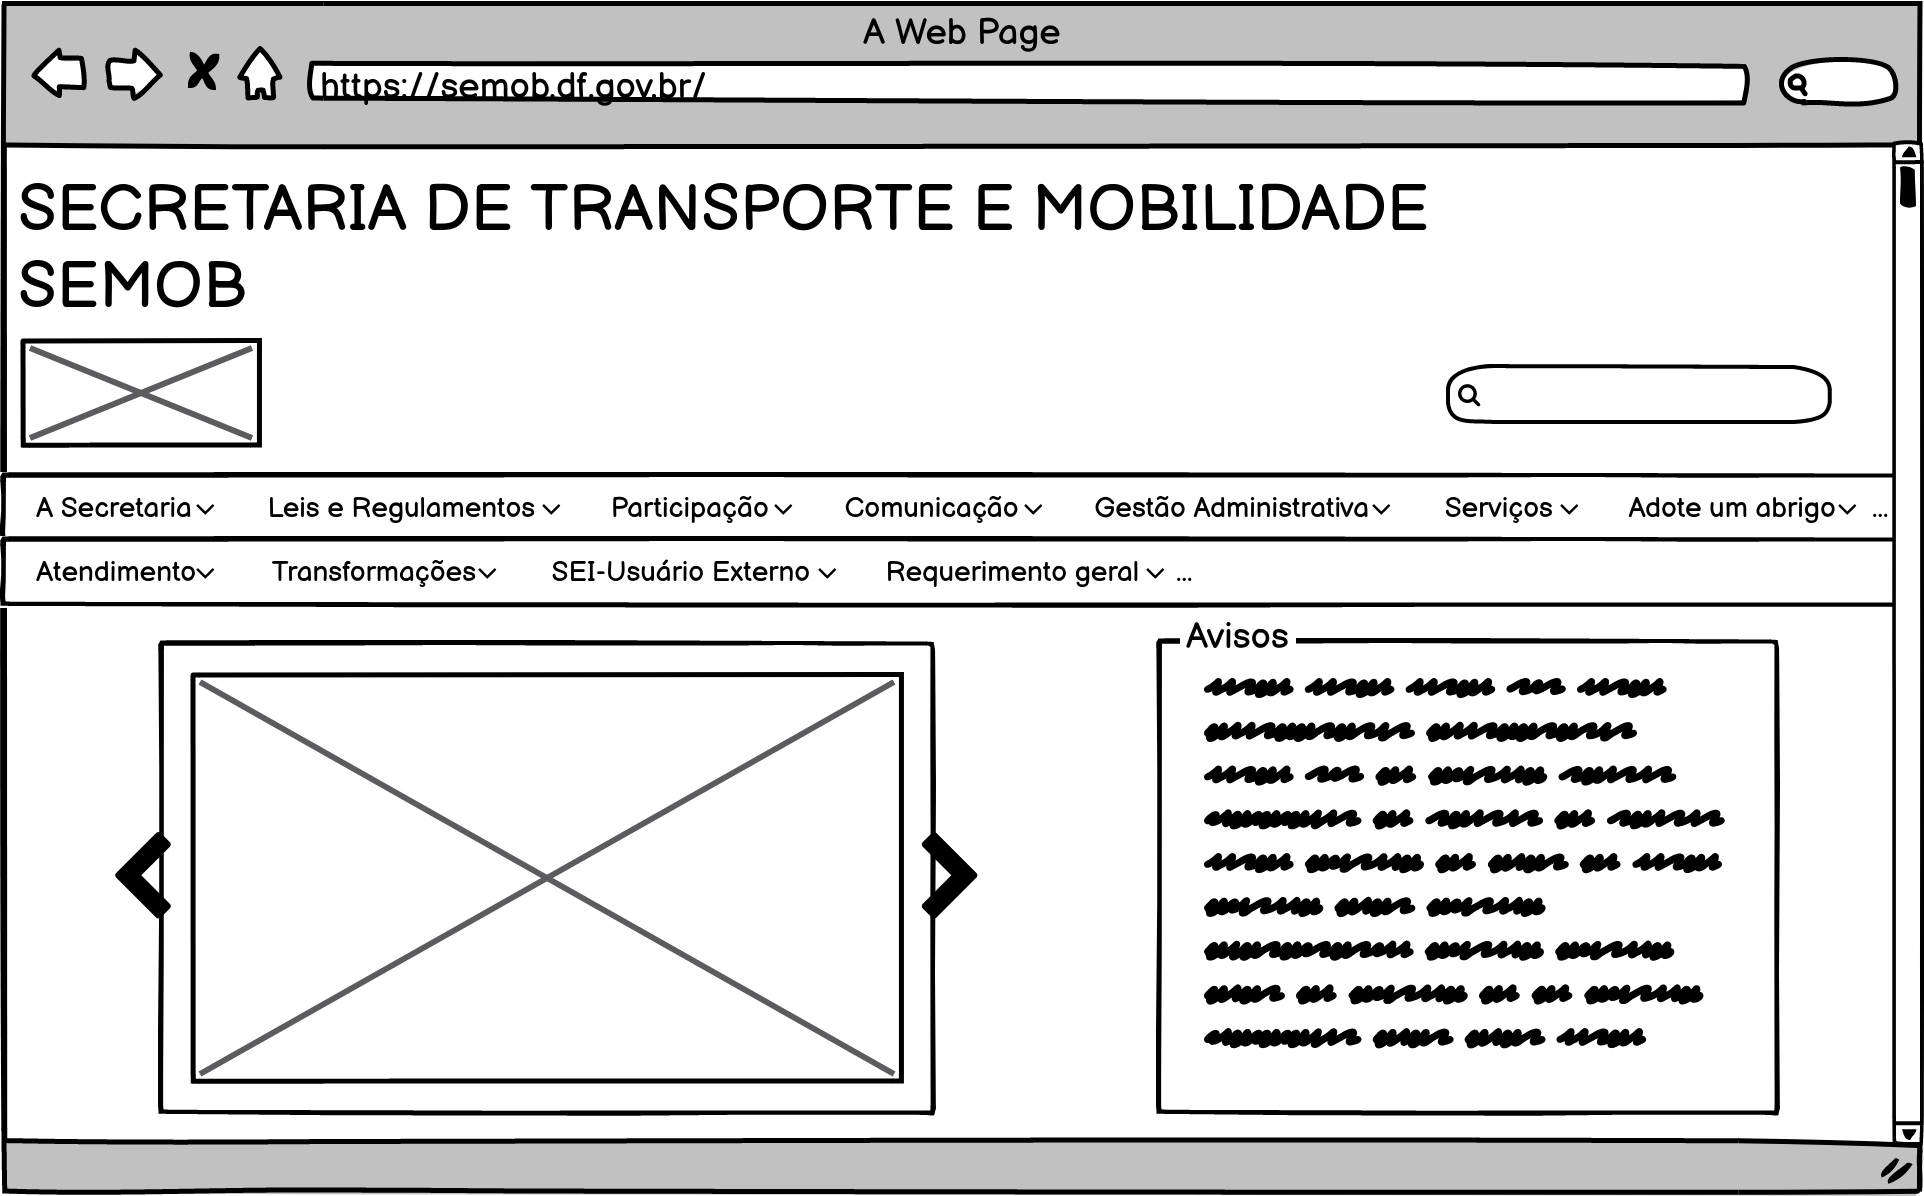 A Web Page
https://semob.df.gov.br/
SECRETARIA DE TRANSPORTE E MOBILIDADE
SEMOB
A Secretaria Leis e Regulamentos Participação Comunicação Gestão Administrativa Serviços Adote um abrigo ...
Atendimento Transformações SEI-Usuário Externo Requerimento geral ...
Avisos